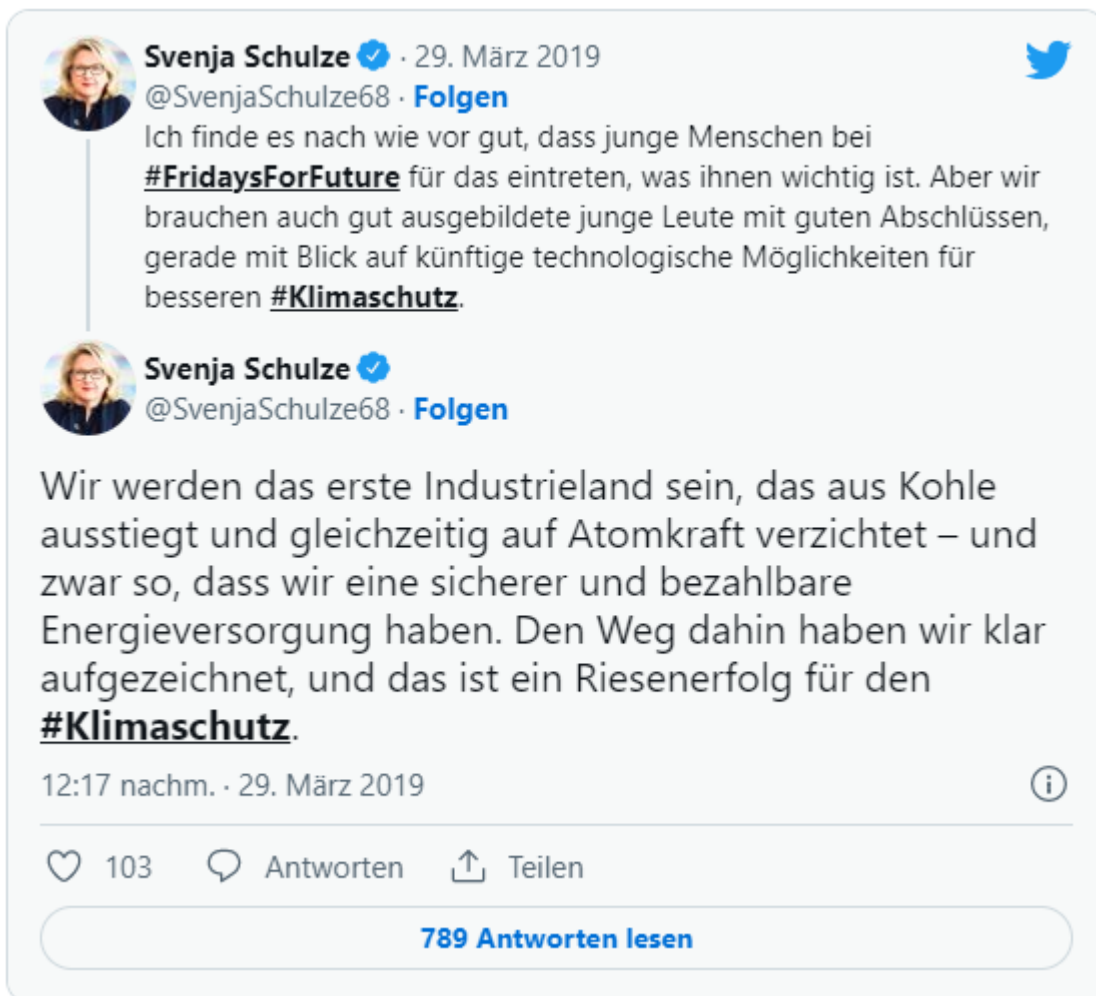 Svenja Schulze · 29. März 2019
@SvenjaSchulze68 · Folgen
Ich finde es nach wie vor gut, dass junge Menschen bei
#FridaysForFuture für das eintreten, was ihnen wichtig ist. Aber wir
brauchen auch gut ausgebildete junge Leute mit guten Abschlüssen,
gerade mit Blick auf künftige technologische Möglichkeiten für
besseren #Klimaschutz.
Svenja Schulze
@SvenjaSchulze68 · Folgen
Wir werden das erste Industrieland sein, das aus Kohle
ausstiegt und gleichzeitig auf Atomkraft verzichtet – und
zwar so, dass wir eine sicherer und bezahlbare
Energieversorgung haben. Den Weg dahin haben wir klar
aufgezeichnet, und das ist ein Riesenerfolg für den
#Klimaschutz.
12:17 nachm. · 29. März 2019
103 Antworten Teilen
789 Antworten lesen